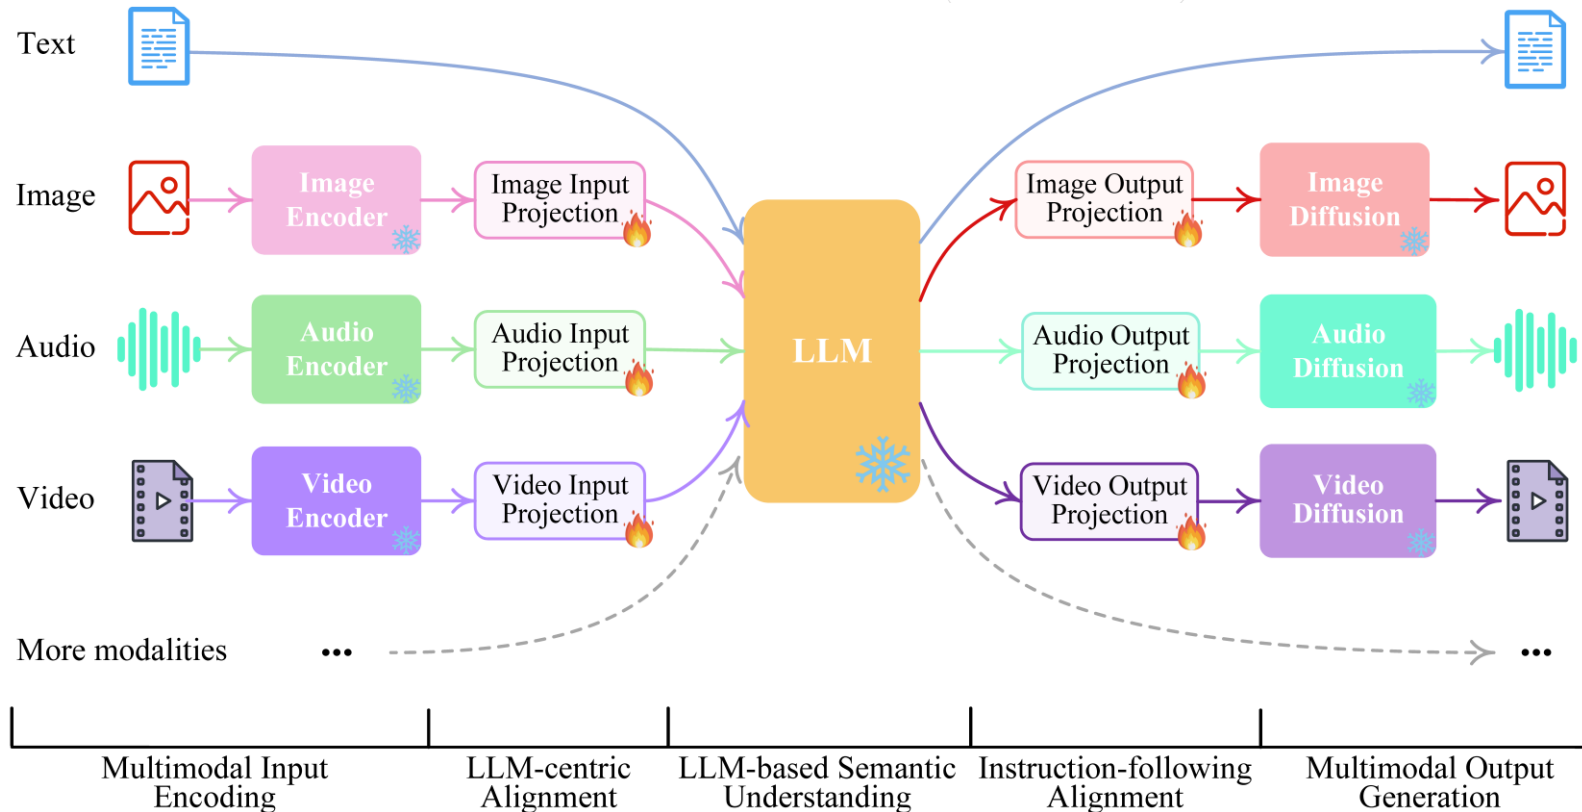 Text
Image
Image
Encoder
Image Input
Projection
Image Output
Projection
Image
Diffusion
Audio
Audio
Encoder
Audio Input
Projection
LLM
Audio Output
Projection
Audio
Diffusion
Video
Video
Encoder
Video Input
Projection
Video Output
Projection
Video
Diffusion
More modalities ... ...
Multimodal Input
Encoding
LLM-centric
Alignment
LLM-based Semantic
Understanding
Instruction-following
Alignment
Multimodal Output
Generation